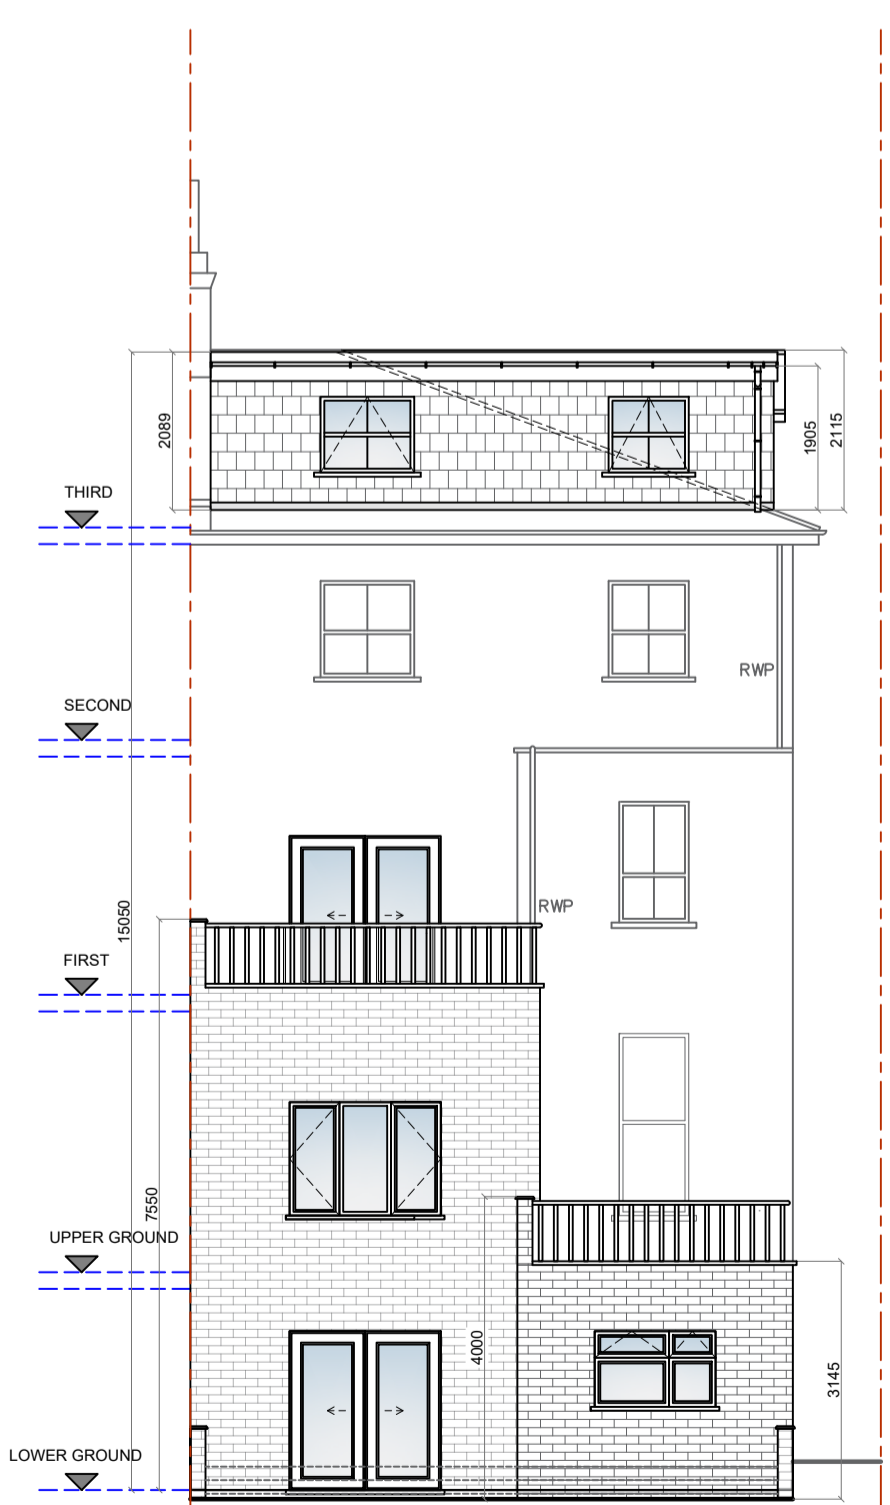 2089
1905
2115
THIRD
RWP
SECOND
15050
RWP
FIRST
7550
UPPER GROUND
4000
3145
LOWER GROUND